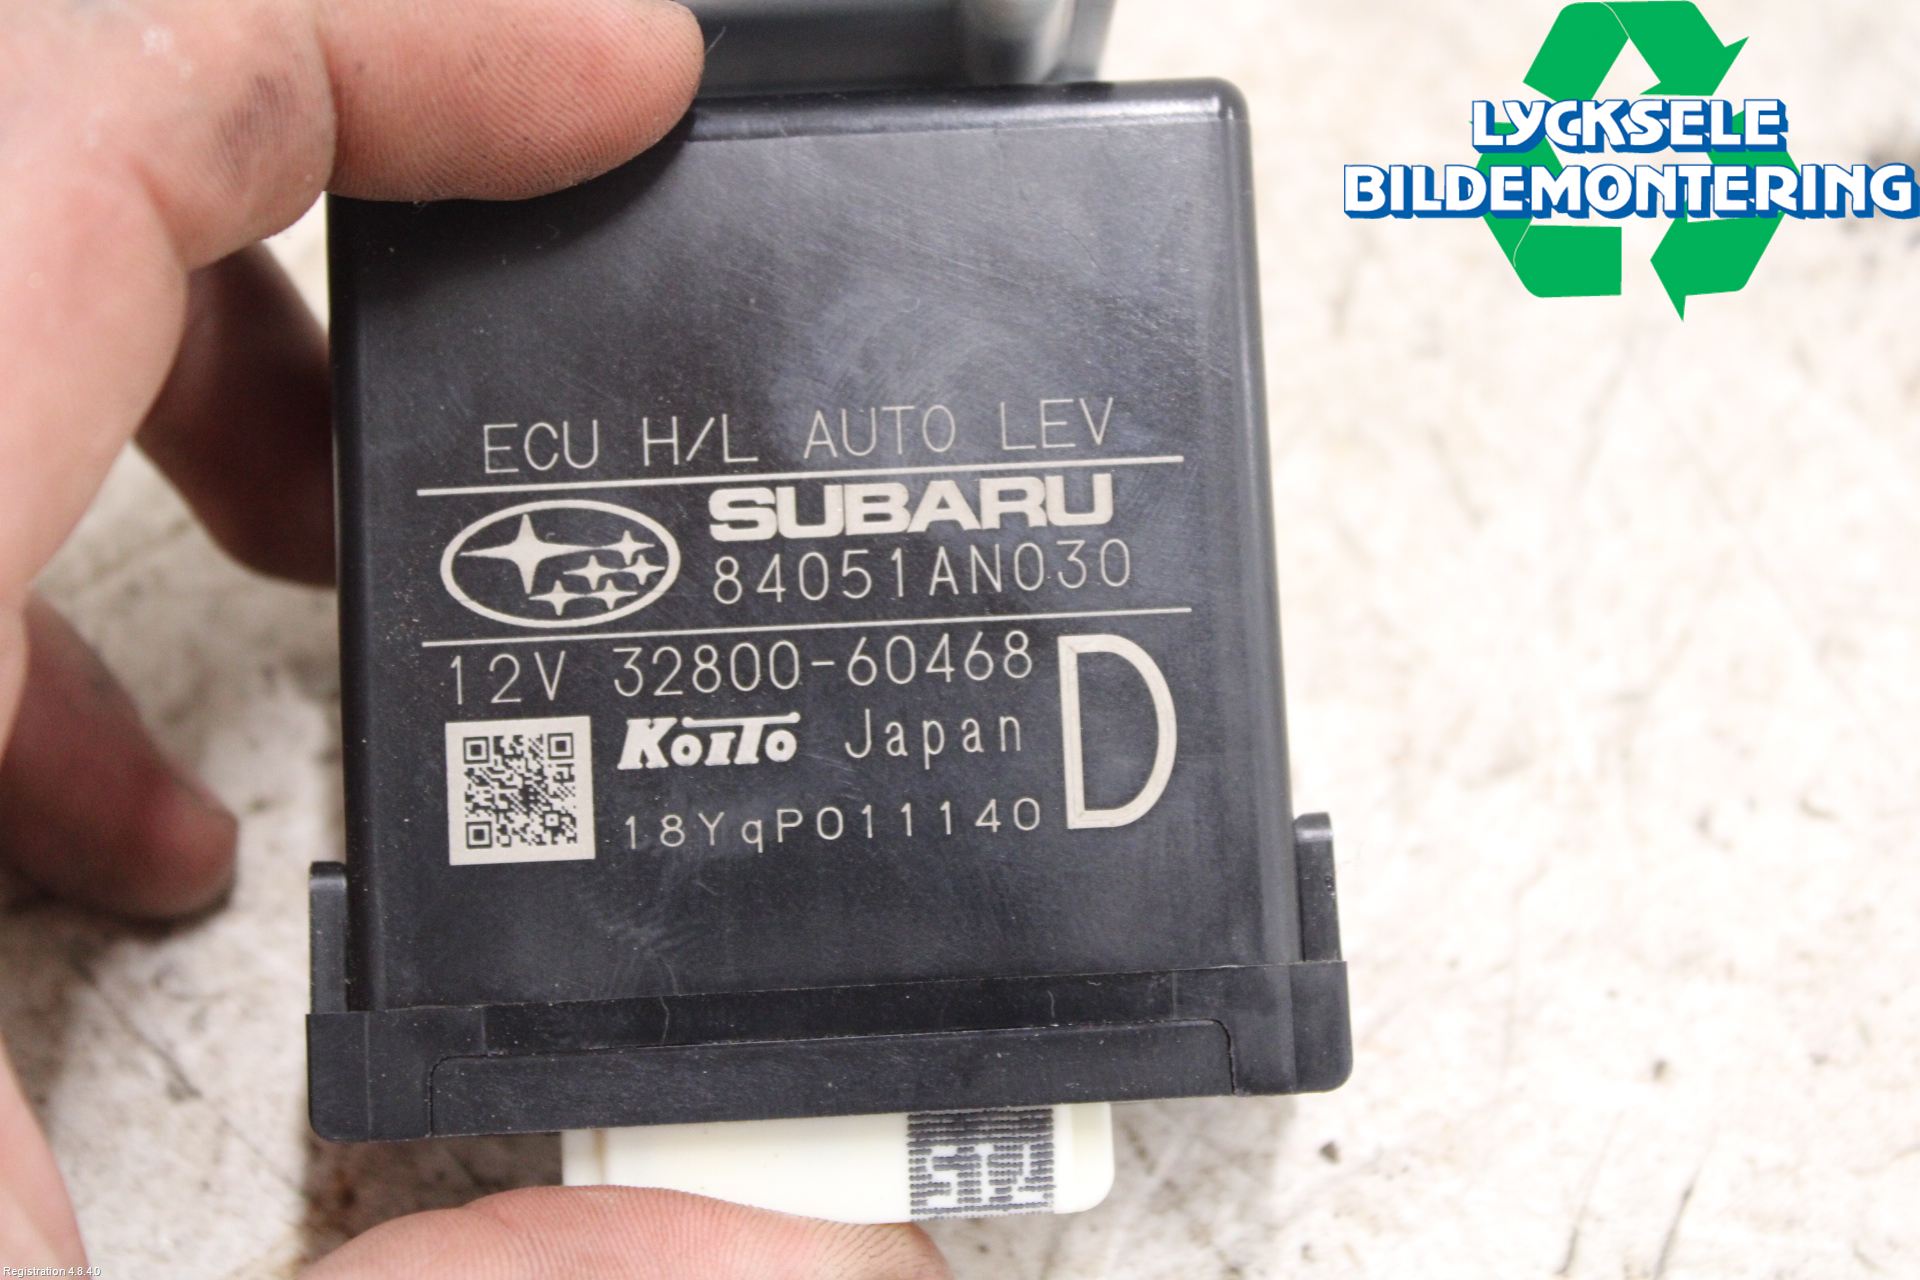 LYCKSELE
BILDEMONTERING
ECU H/L AUTO LEV
SUBARU
84051AN030
12V 32800-60468
D
KOITO Japan
18YqP011140
Registration 4.8.4.0